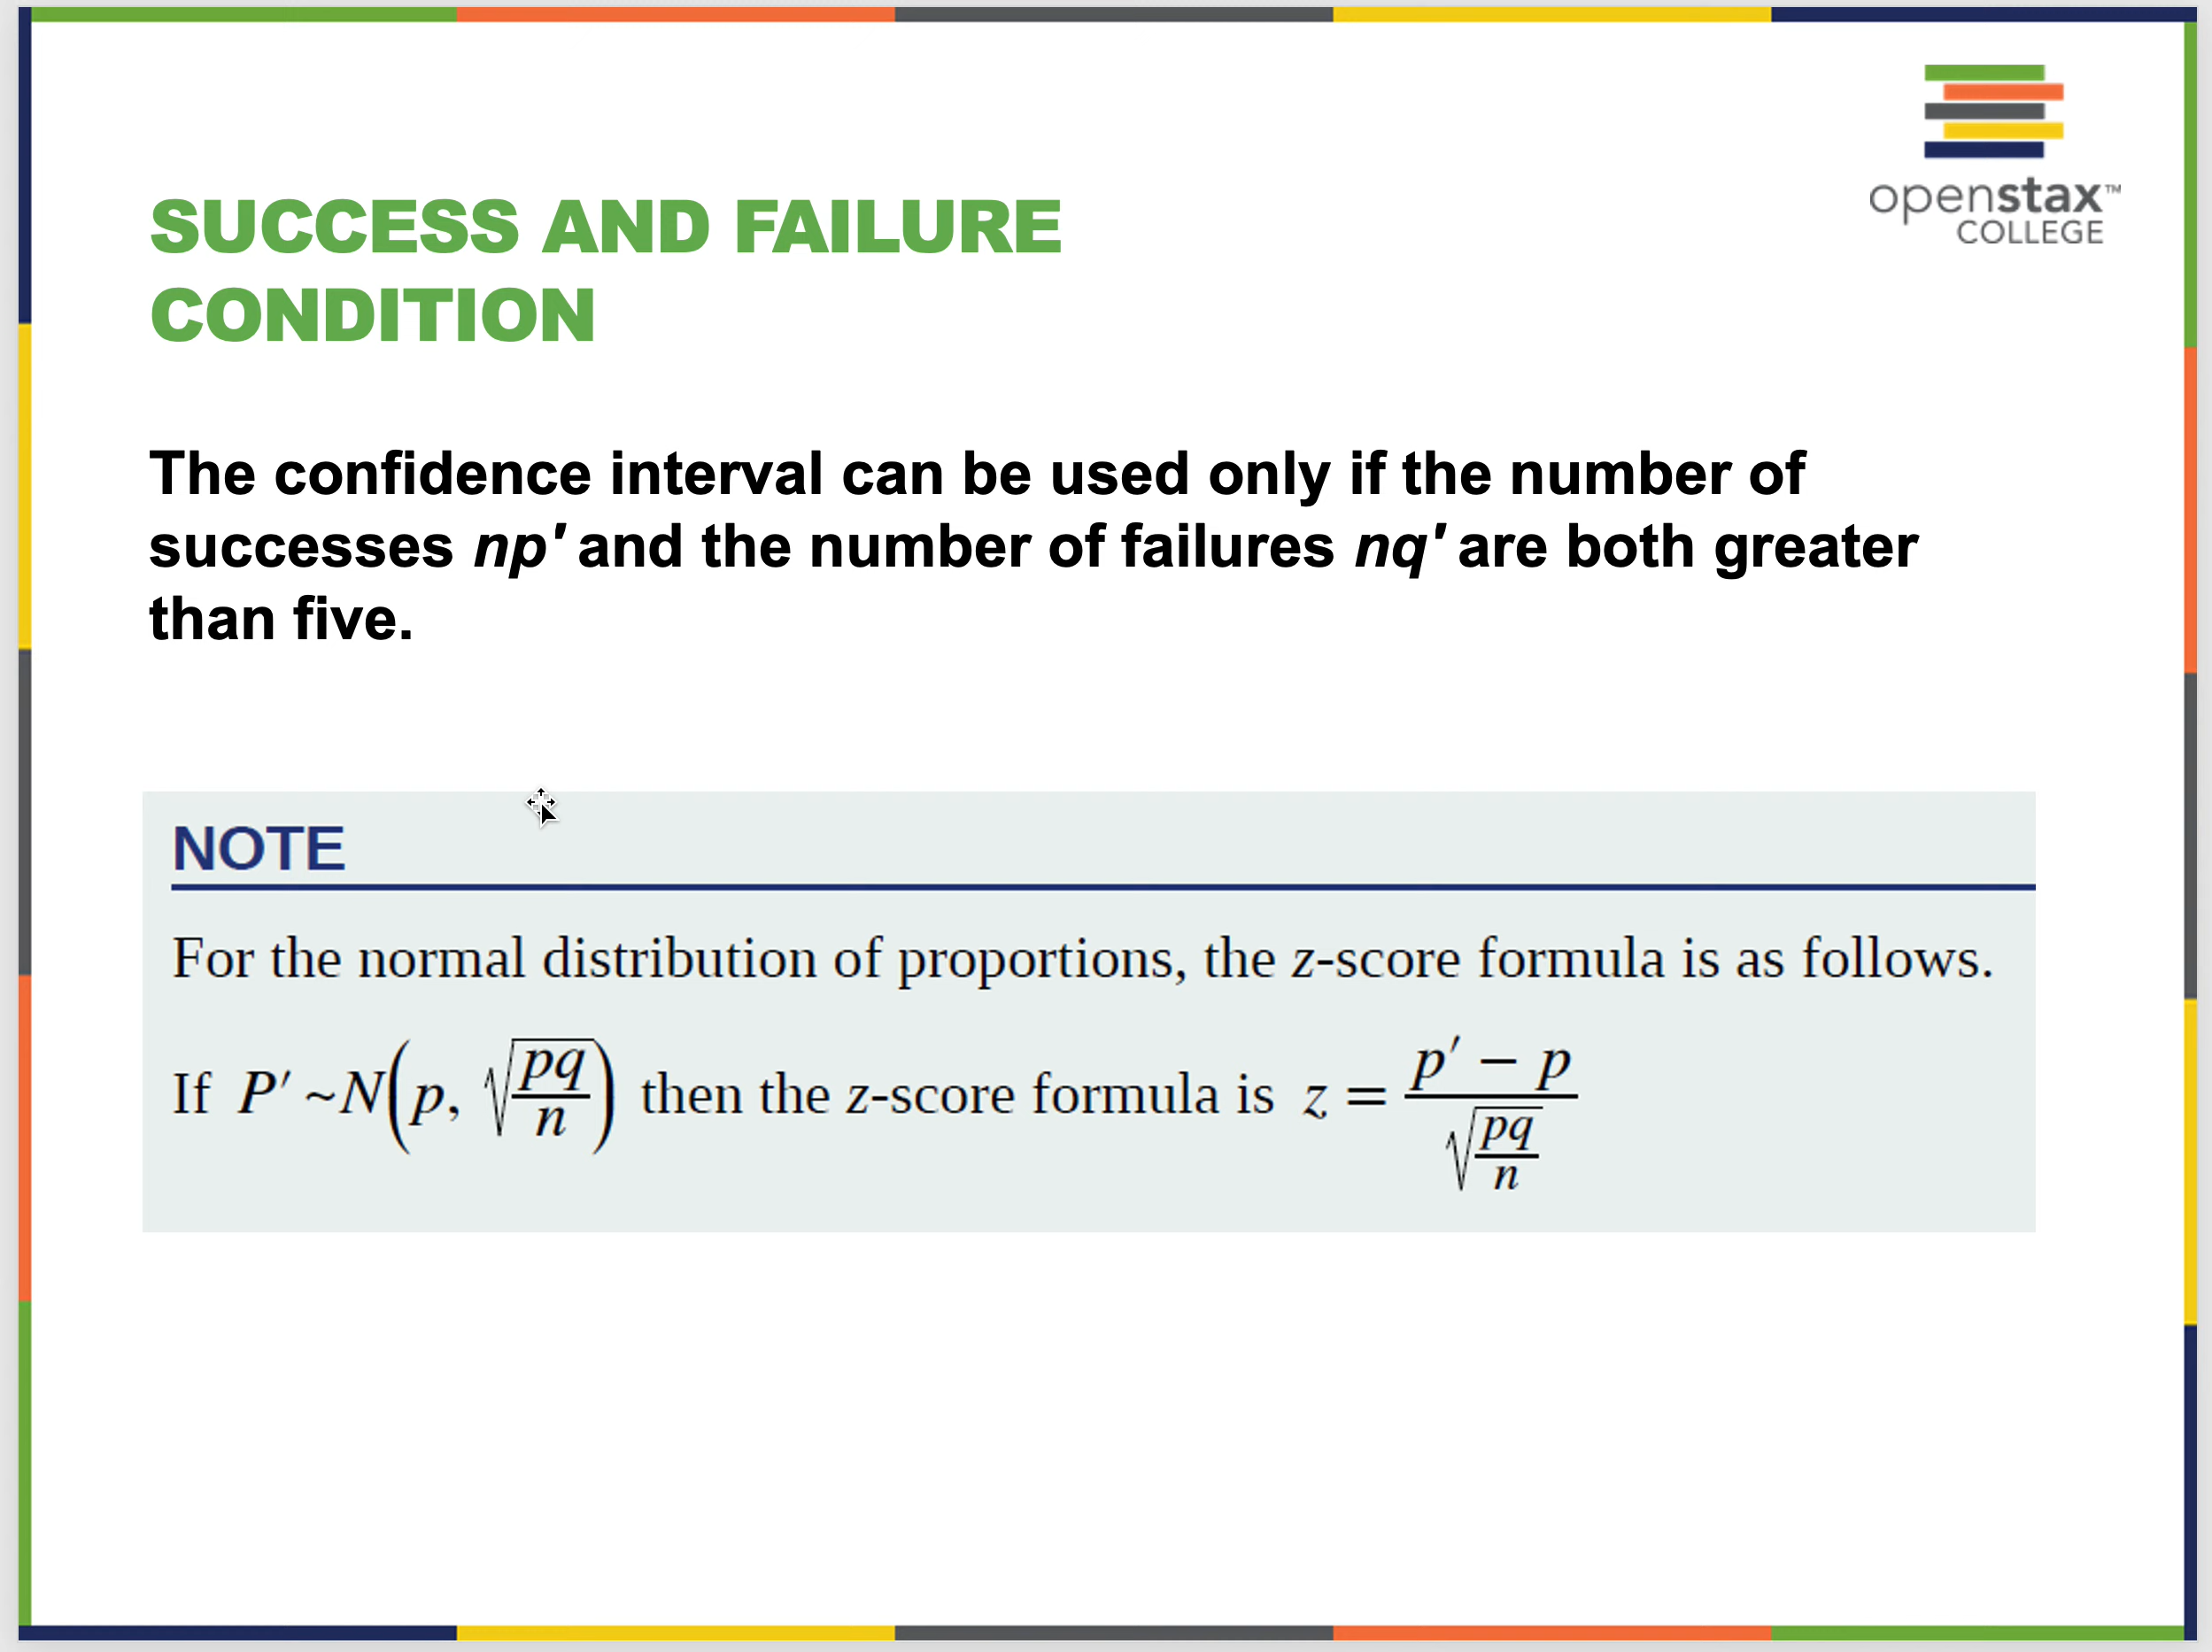 openstax™
COLLEGE
SUCCESS AND FAILURE
CONDITION
The confidence interval can be used only if the number of
successes np′ and the number of failures nq′ are both greater
than five.
NOTE
For the normal distribution of proportions, the z-score formula is as follows.
If P′ ~N(p, √(pq/n)) then the z-score formula is z = (p′ − p)/√(pq/n)